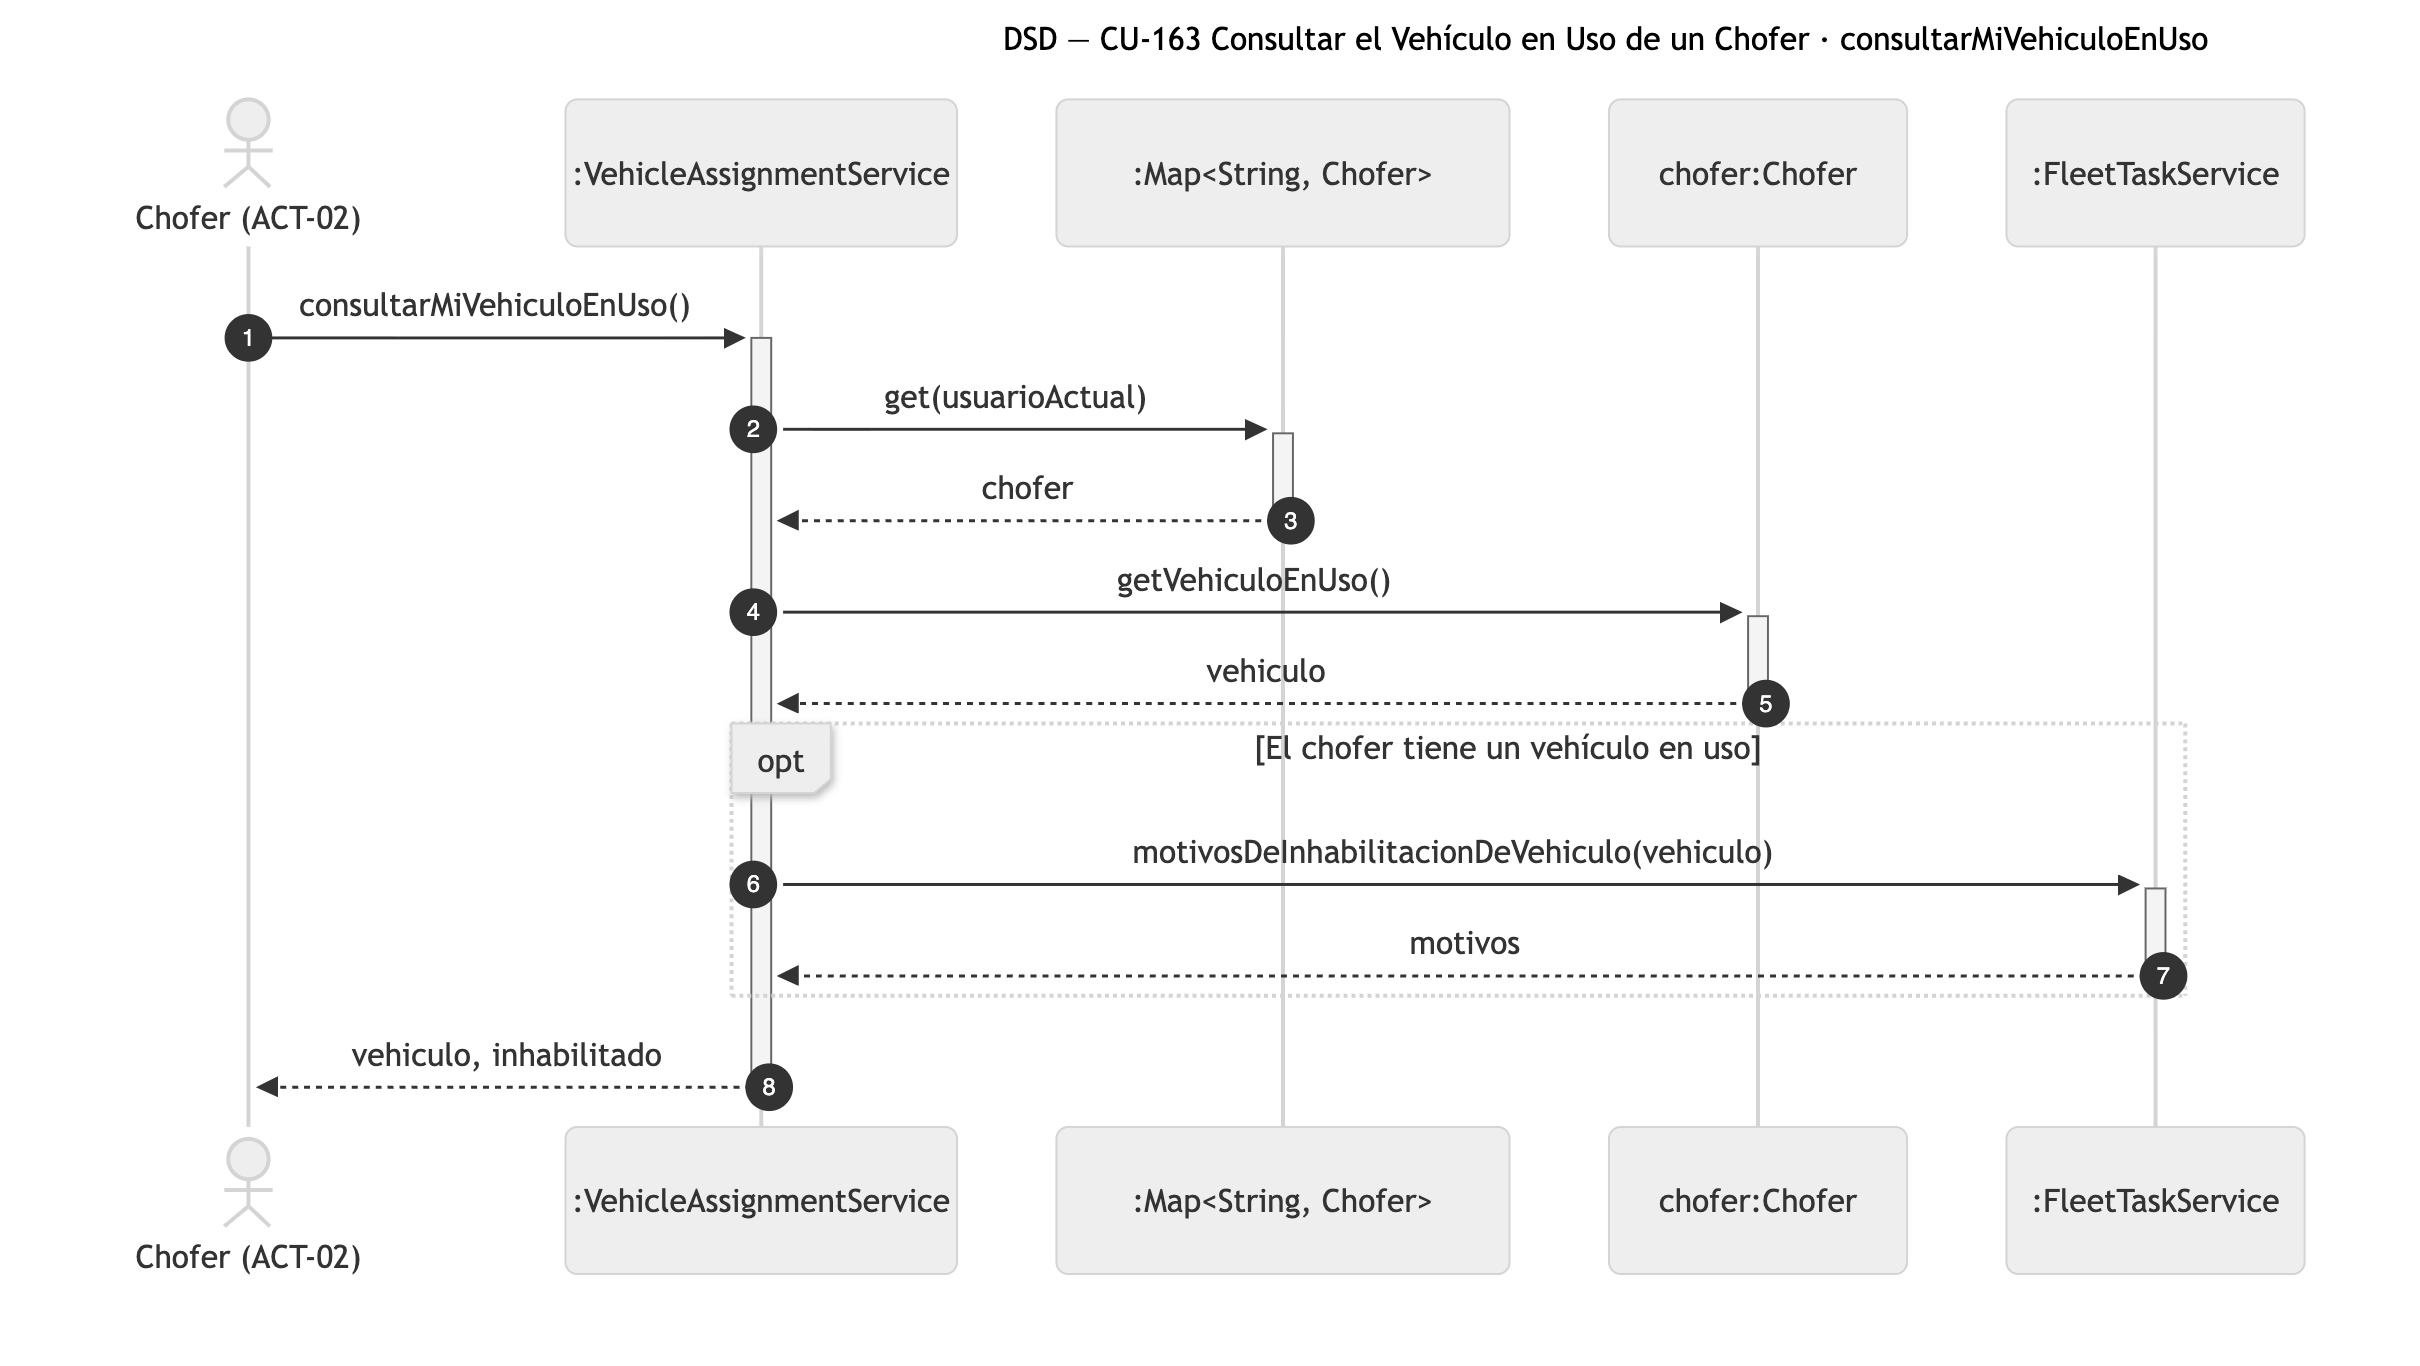 DSD — CU-163 Consultar el Vehículo en Uso de un Chofer · consultarMiVehiculoEnUso
Chofer (ACT-02)
:VehicleAssignmentService
:Map<String, Chofer>
chofer:Chofer
:FleetTaskService
consultarMiVehiculoEnUso()
1
get(usuarioActual)
2
chofer
3
getVehiculoEnUso()
4
vehiculo
5
opt
[El chofer tiene un vehículo en uso]
motivosDeInhabilitacionDeVehiculo(vehiculo)
6
motivos
7
vehiculo, inhabilitado
8
Chofer (ACT-02)
:VehicleAssignmentService
:Map<String, Chofer>
chofer:Chofer
:FleetTaskService